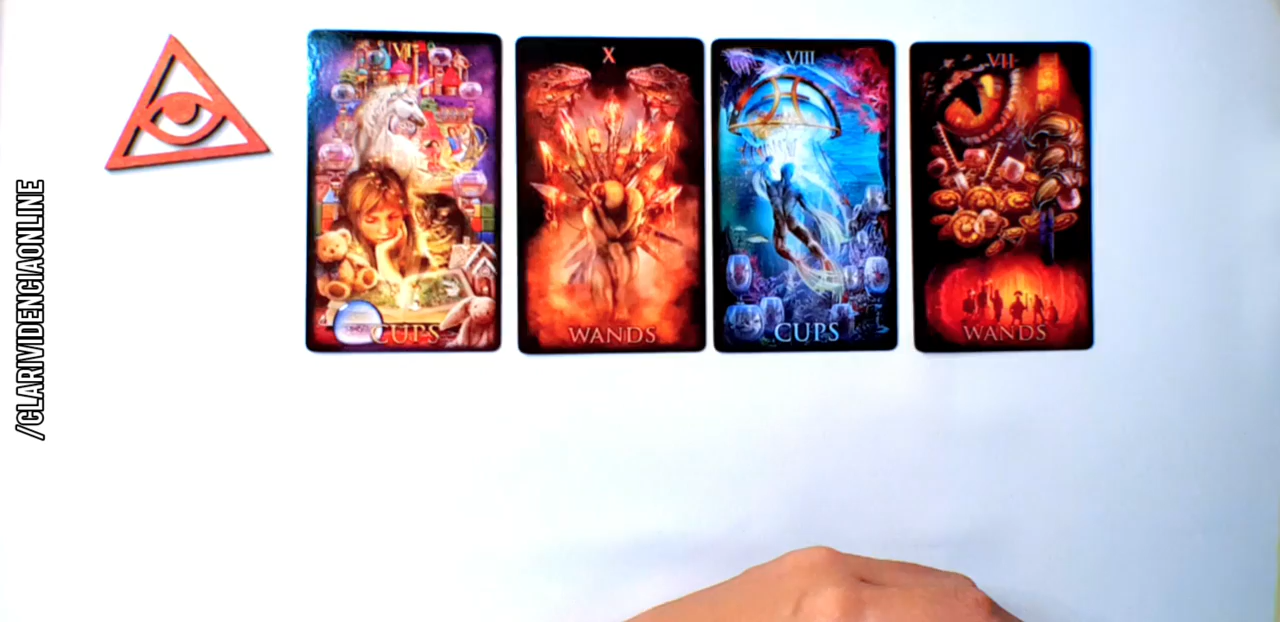 /CLARIVIDENCIAONLINE
VI
CUPS
X
WANDS
VIII
CUPS
VII
WANDS